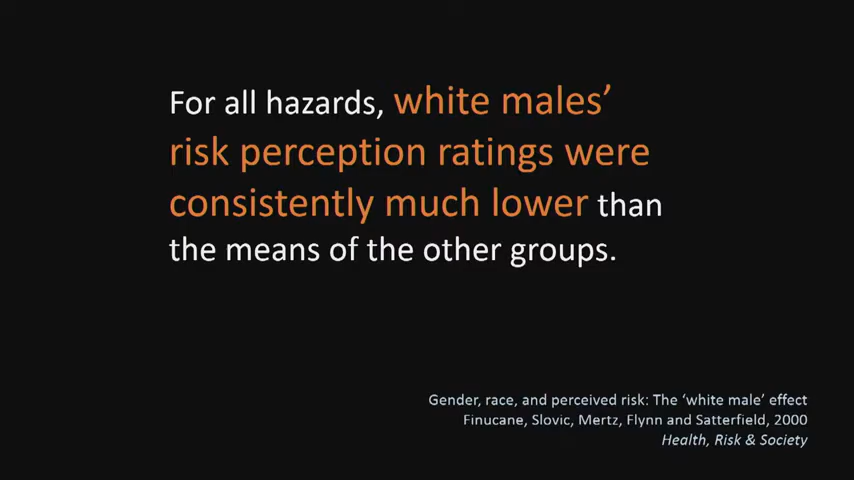 For all hazards, white males’
risk perception ratings were
consistently much lower than
the means of the other groups.
Gender, race, and perceived risk: The ‘white male’ effect
Finucane, Slovic, Mertz, Flynn and Satterfield, 2000
Health, Risk & Society